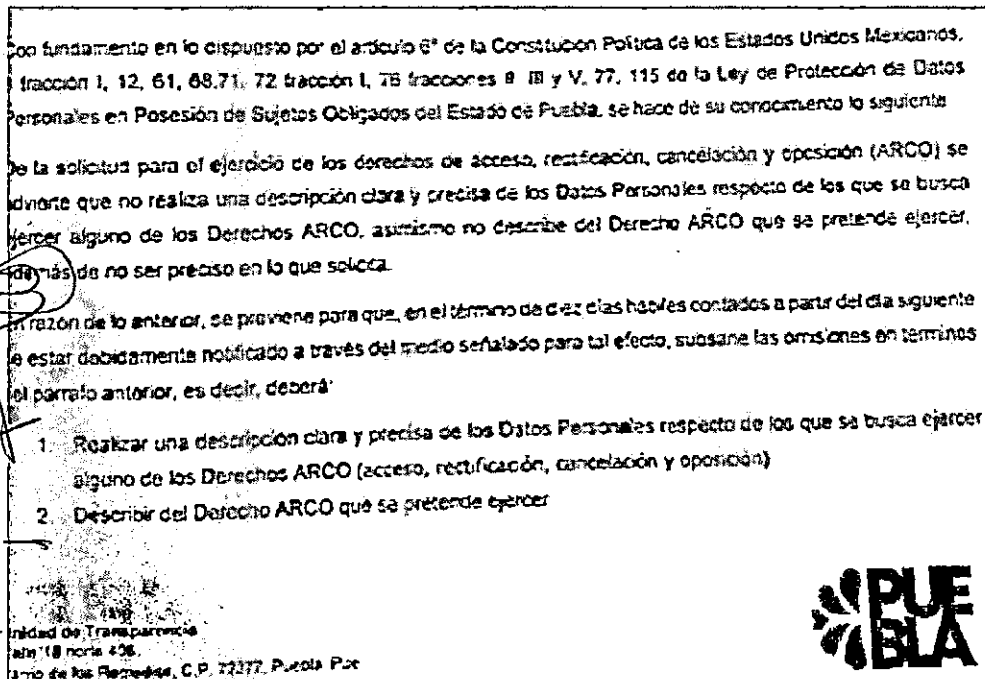 Con fundamento en lo dispuesto por el artículo 6° de la Constitución Política de los Estados Unidos Mexicanos,
fracción I, 12, 61, 68,71, 72 fracción I, 76 fracciones II III y V, 77, 115 de la Ley de Protección de Datos
Personales en Posesión de Sujetos Obligados del Estado de Puebla, se hace de su conocimiento lo siguiente
De la solicitud para el ejercicio de los derechos de acceso, rectificación, cancelación y oposición (ARCO) se
advierte que no realiza una descripción clara y precisa de los Datos Personales respecto de los que se busca
ejercer alguno de los Derechos ARCO, asimismo no describe del Derecho ARCO que se pretende ejercer,
además de no ser preciso en lo que solicita.
En razón de lo anterior, se previene para que, en el término de diez días hábiles contados a partir del día siguiente
de estar debidamente notificado a través del medio señalado para tal efecto, subsane las omisiones en términos
del párrafo anterior, es decir, deberá:
1. Realizar una descripción clara y precisa de los Datos Personales respecto de los que se busca ejercer
alguno de los Derechos ARCO (acceso, rectificación, cancelación y oposición)
2. Describir del Derecho ARCO que se pretende ejercer
Unidad de Transparencia
18 norte 406,
de los Remedios, C.P. 72377, Puebla Pue
PUE
BLA